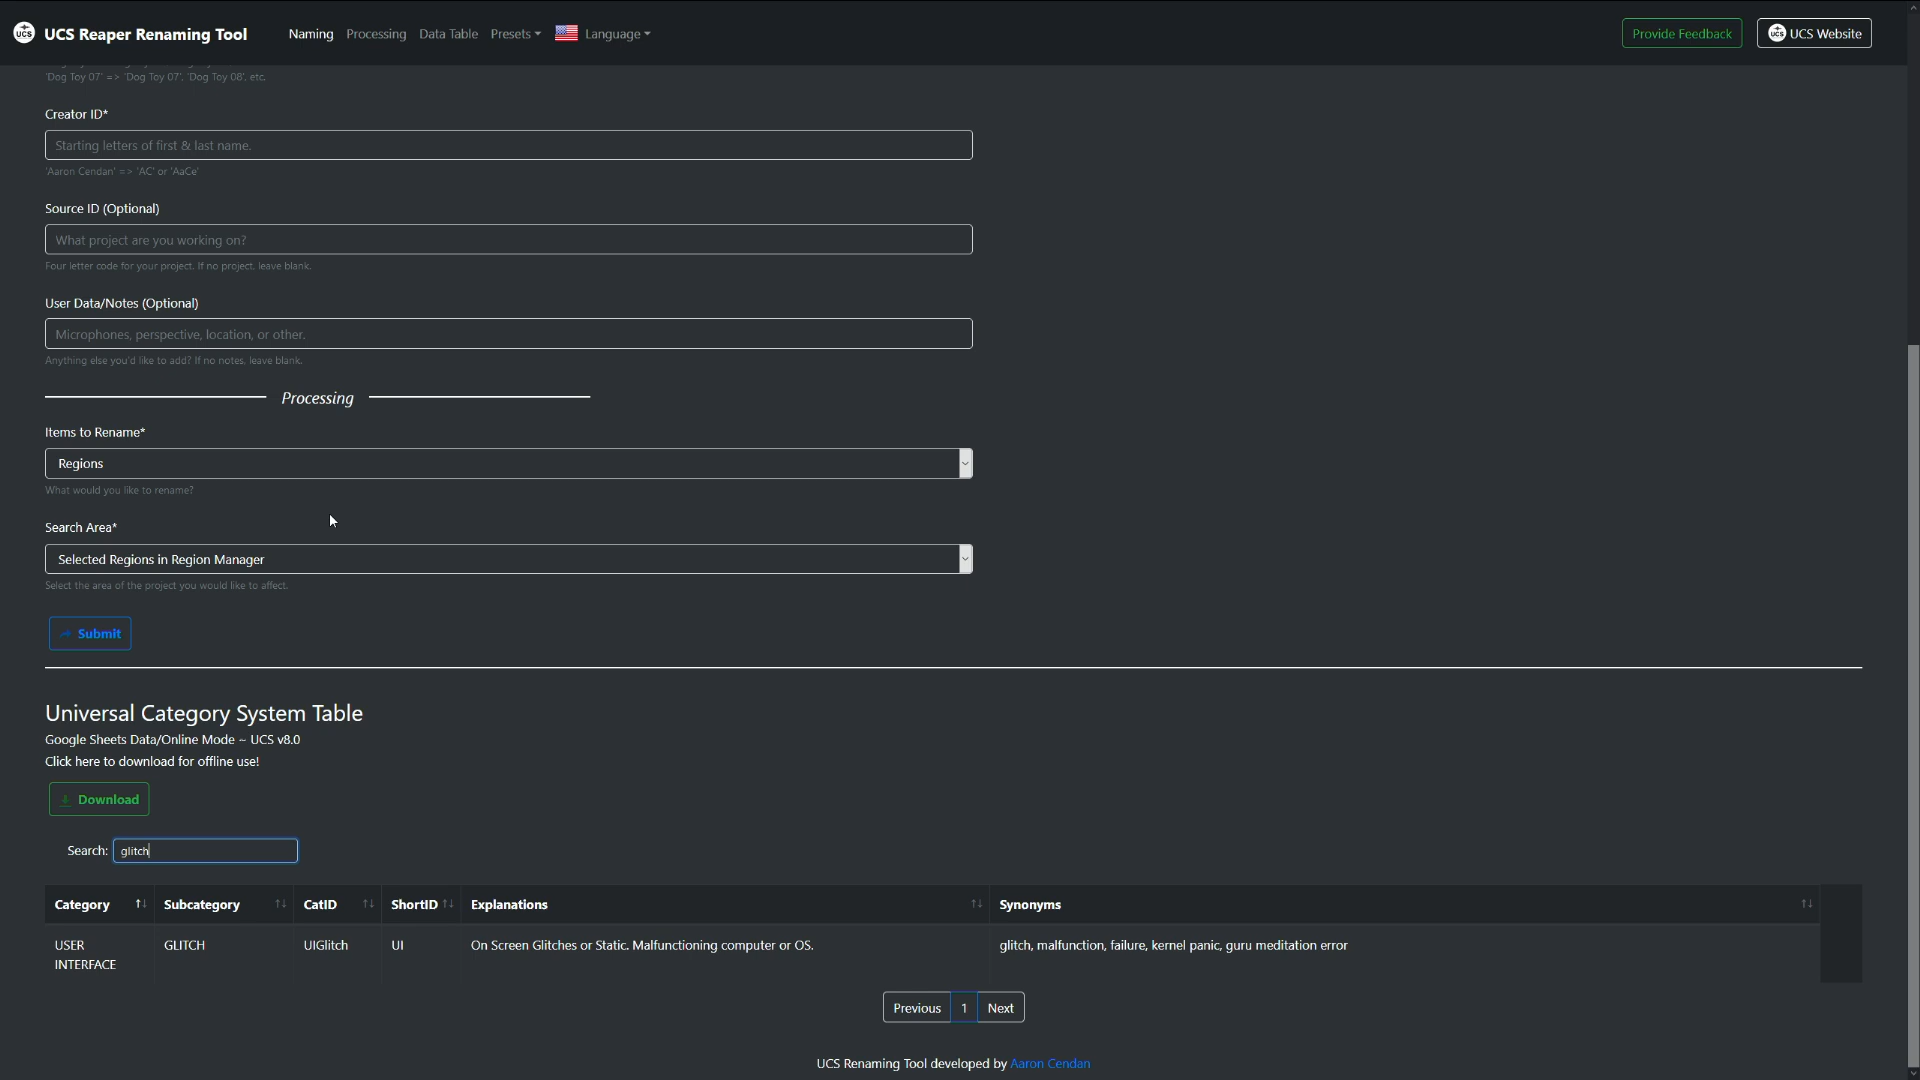 UCS UCS Reaper Renaming Tool Naming Processing Data Table Presets Language Provide Feedback UCS UCS Website
'Dog Toy 07' => 'Dog Toy 07', 'Dog Toy 08', etc.
Creator ID*
Starting letters of first & last name.
'Aaron Cendan' => 'AC' or 'AaCe'
Source ID (Optional)
What project are you working on?
Four letter code for your project. If no project, leave blank.
User Data/Notes (Optional)
Microphones, perspective, location, or other.
Anything else you'd like to add? If no notes, leave blank.
Processing
Items to Rename*
Regions
What would you like to rename?
Search Area*
Selected Regions in Region Manager
Select the area of the project you would like to affect.
Submit
Universal Category System Table
Google Sheets Data/Online Mode ~ UCS v8.0
Click here to download for offline use!
Download
Search: glitch
Category Subcategory CatID ShortID Explanations Synonyms
USER GLITCH UIGlitch UI On Screen Glitches or Static. Malfunctioning computer or OS. glitch, malfunction, failure, kernel panic, guru meditation error
INTERFACE
Previous 1 Next
UCS Renaming Tool developed by Aaron Cendan